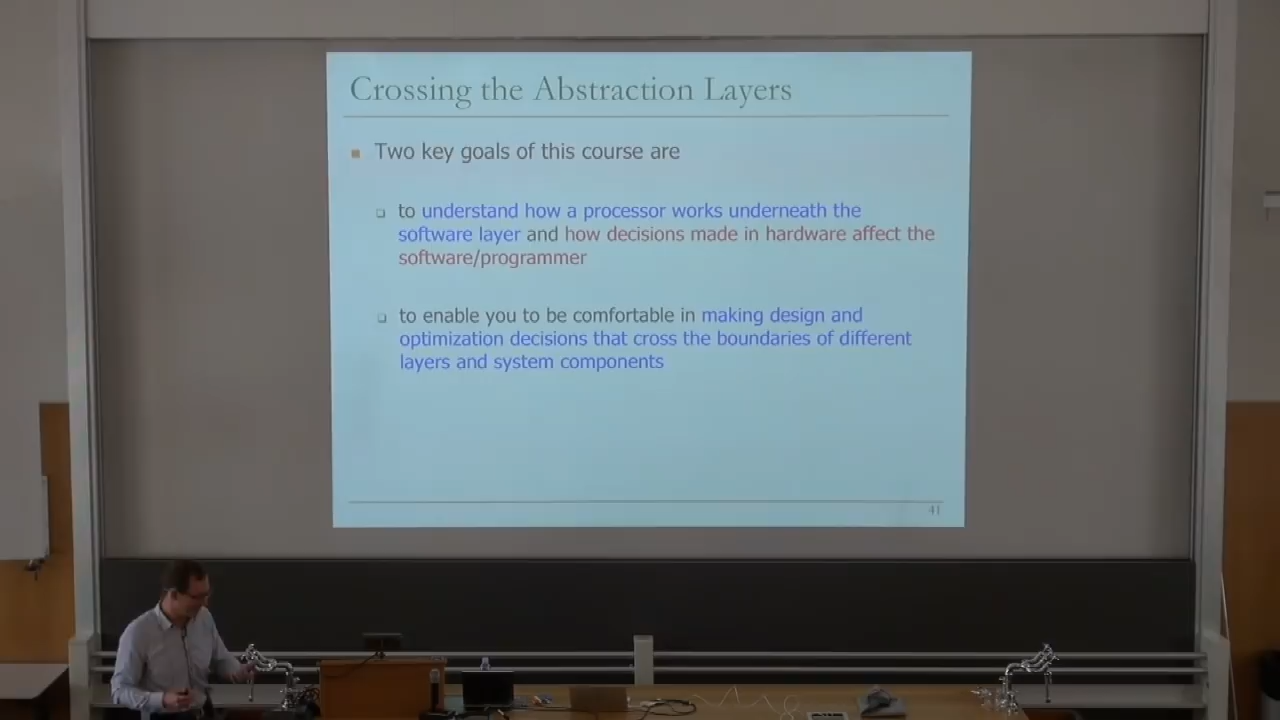 Crossing the Abstraction Layers
Two key goals of this course are
to understand how a processor works underneath the
software layer and how decisions made in hardware affect the
software/programmer
to enable you to be comfortable in making design and
optimization decisions that cross the boundaries of different
layers and system components
41